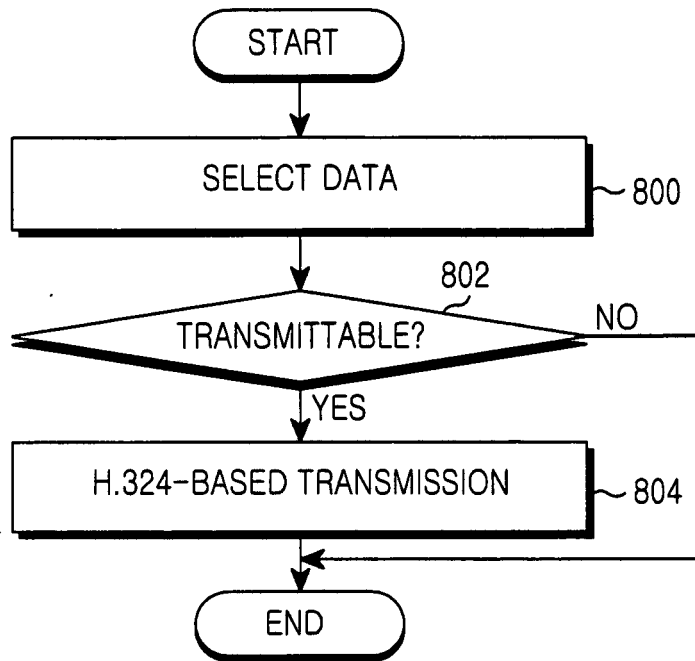 START
SELECT DATA
800
802
TRANSMITTABLE?
NO
YES
H.324-BASED TRANSMISSION
804
END